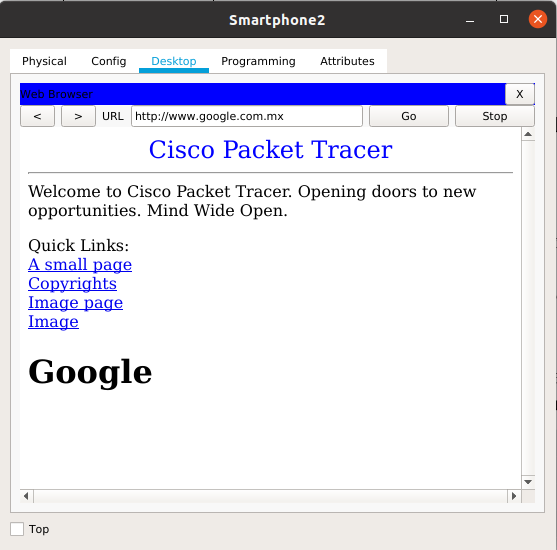 Smartphone2
Physical Config Desktop Programming Attributes
Web Browser X
< > URL http://www.google.com.mx Go Stop
Cisco Packet Tracer
Welcome to Cisco Packet Tracer. Opening doors to new
opportunities. Mind Wide Open.
Quick Links:
A small page
Copyrights
Image page
Image
Google
Top